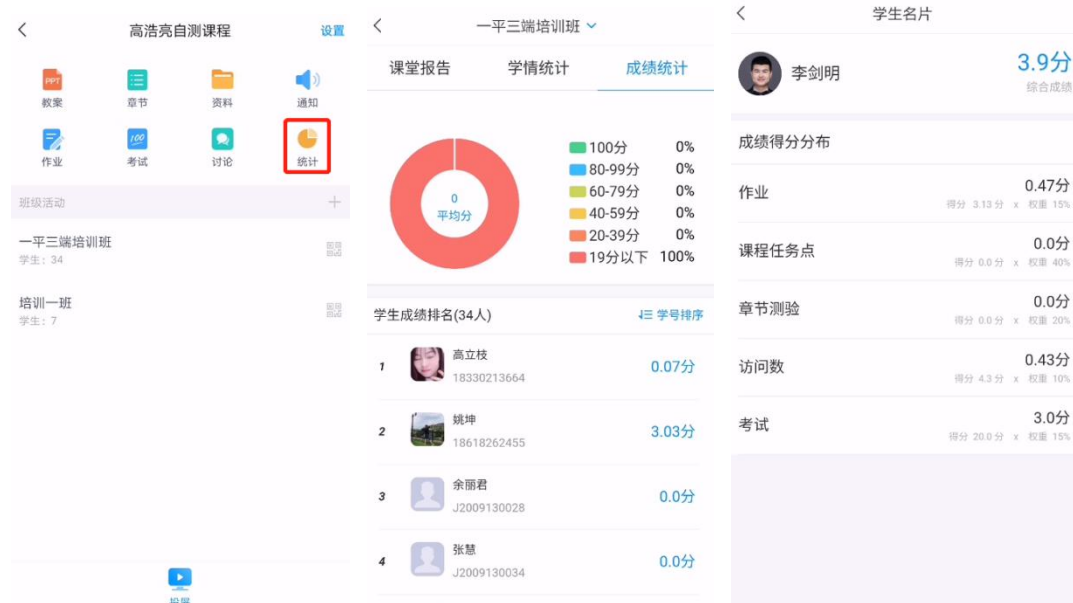 高浩亮自测课程
设置
PPT
教案
章节
资料
通知
作业
100
考试
讨论
统计
班级活动
一平三端培训班
学生：34
培训一班
学生：7
投屏
一平三端培训班
课堂报告
学情统计
成绩统计
0
平均分
100分 0%
80-99分 0%
60-79分 0%
40-59分 0%
20-39分 0%
19分以下 100%
学生成绩排名(34人)
学号排序
1
高立枝
18330213664
0.07分
2
姚坤
18618262455
3.03分
3
余丽君
J2009130028
0.0分
4
张慧
J2009130034
0.0分
学生名片
李剑明
3.9分
综合成绩
成绩得分分布
作业
0.47分
得分 3.13 分 x 权重 15%
课程任务点
0.0分
得分 0.0 分 x 权重 40%
章节测验
0.0分
得分 0.0 分 x 权重 20%
访问数
0.43分
得分 4.3 分 x 权重 10%
考试
3.0分
得分 20.0 分 x 权重 15%